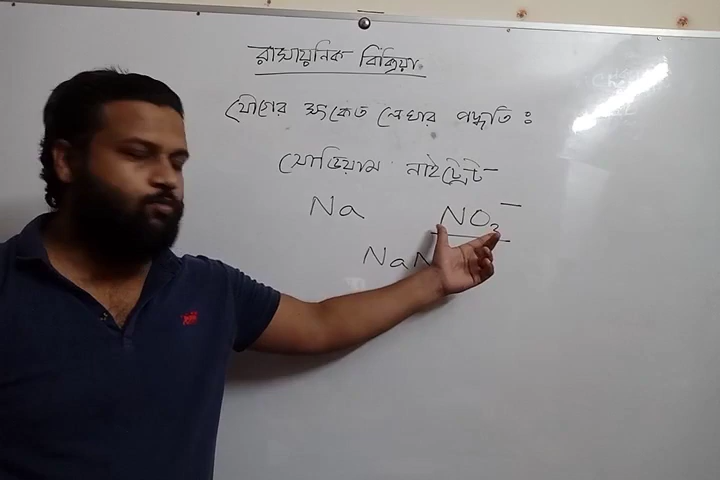 রাসায়নিক বিক্রিয়া
যৌগের সংকেত লেখার পদ্ধতি :
সোডিয়াম নাইট্রেট
Na NO₃⁻
NaN